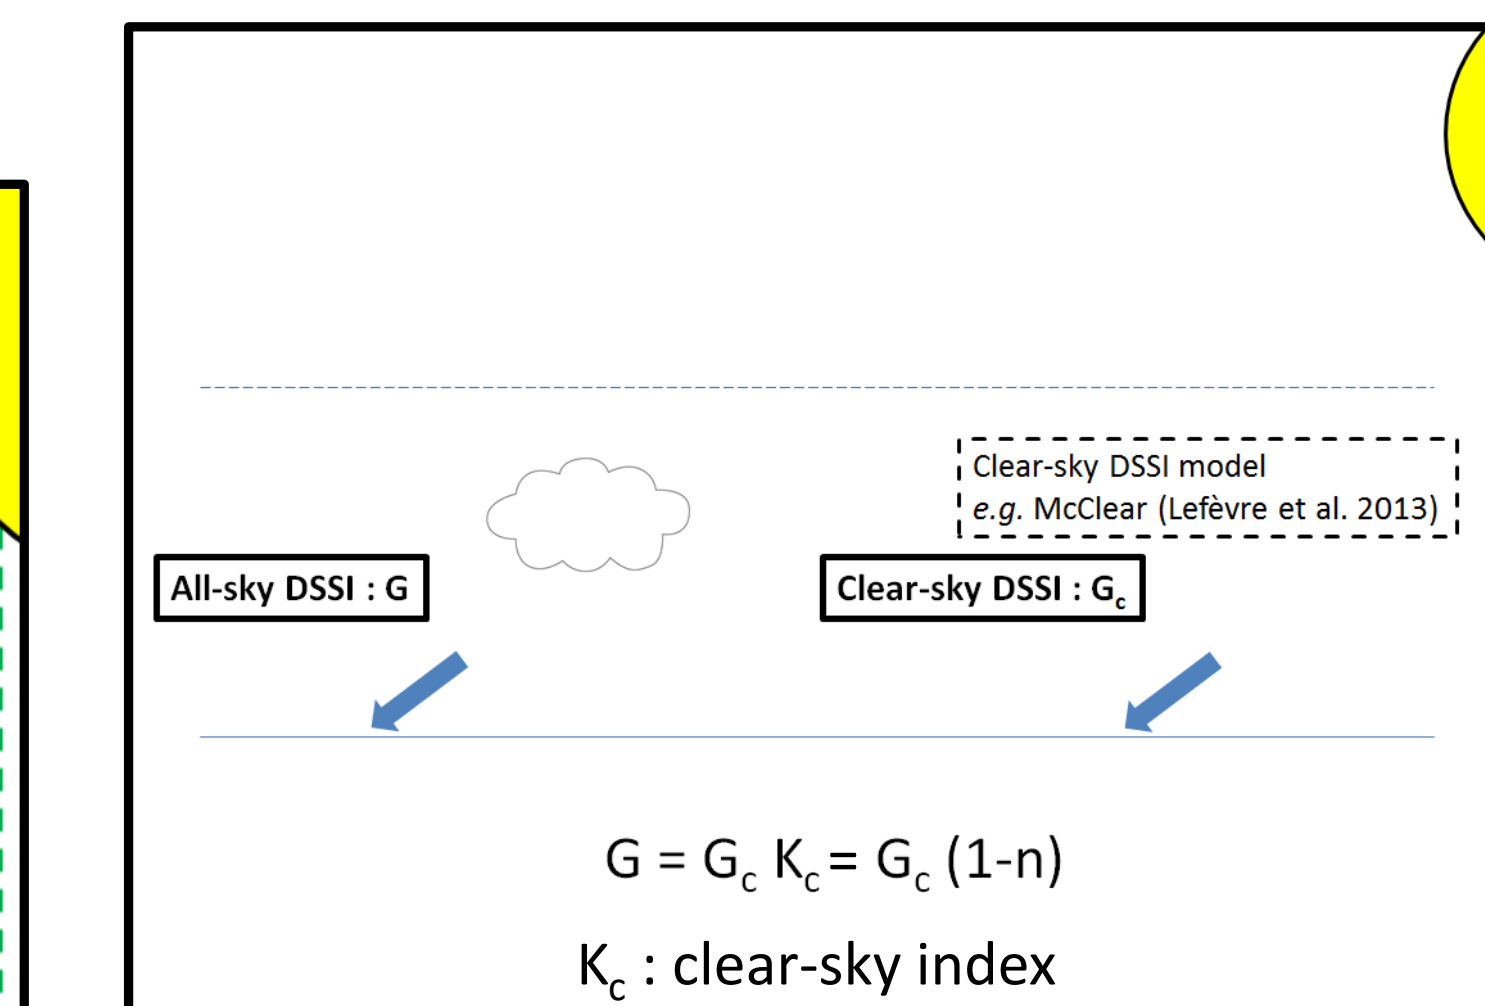 Clear-sky DSSI model
e.g. McClear (Lefèvre et al. 2013)
All-sky DSSI : G
Clear-sky DSSI : Gc
G = Gc Kc = Gc (1-n)
Kc : clear-sky index